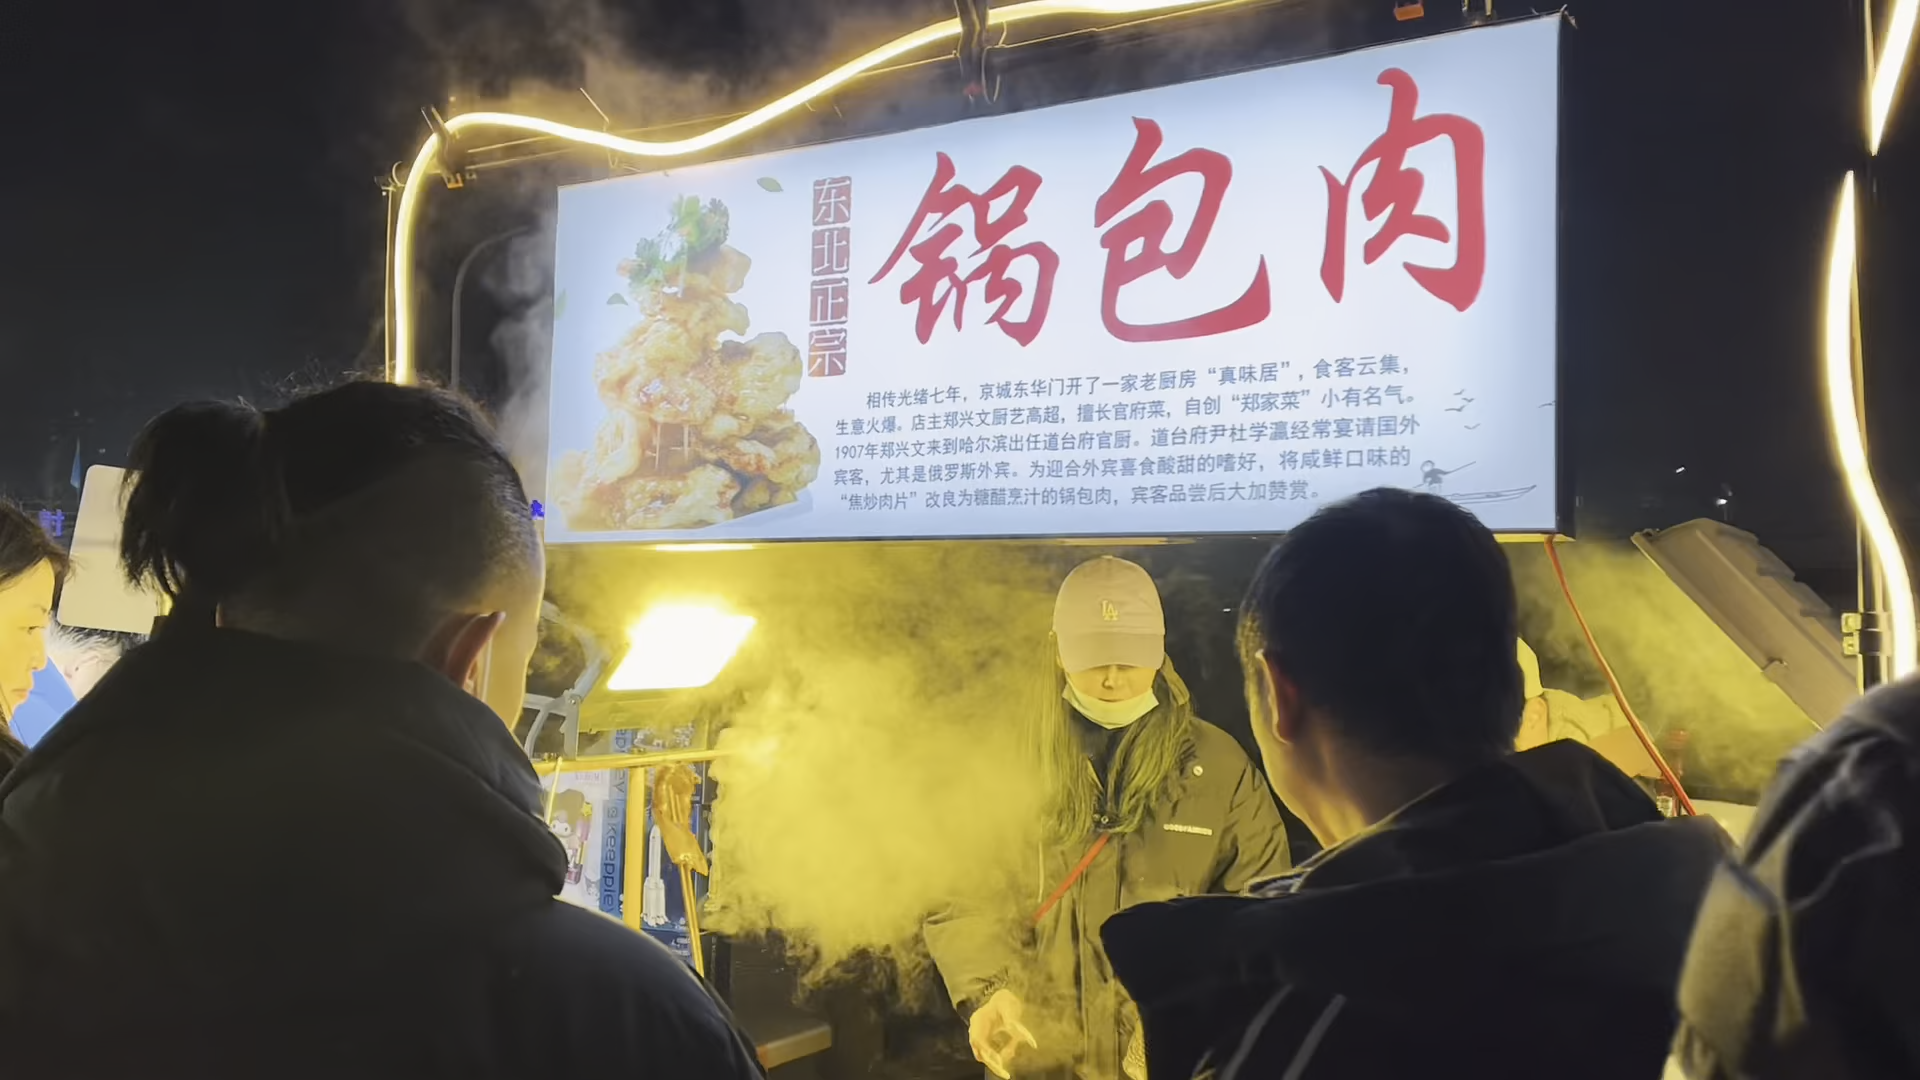 东北正宗
锅包肉
相传光绪七年，京城东华门开了一家老厨房“真味居”，食客云集，
生意火爆。店主郑兴文厨艺高超，擅长官府菜，自创“郑家菜”小有名气。
1907年郑兴文来到哈尔滨出任道台府官厨。道台府尹杜学瀛经常宴请国外
宾客，尤其是俄罗斯外宾。为迎合外宾喜食酸甜的嗜好，将咸鲜口味的
“焦炒肉片”改良为糖醋烹汁的锅包肉，宾客品尝后大加赞赏。
LA